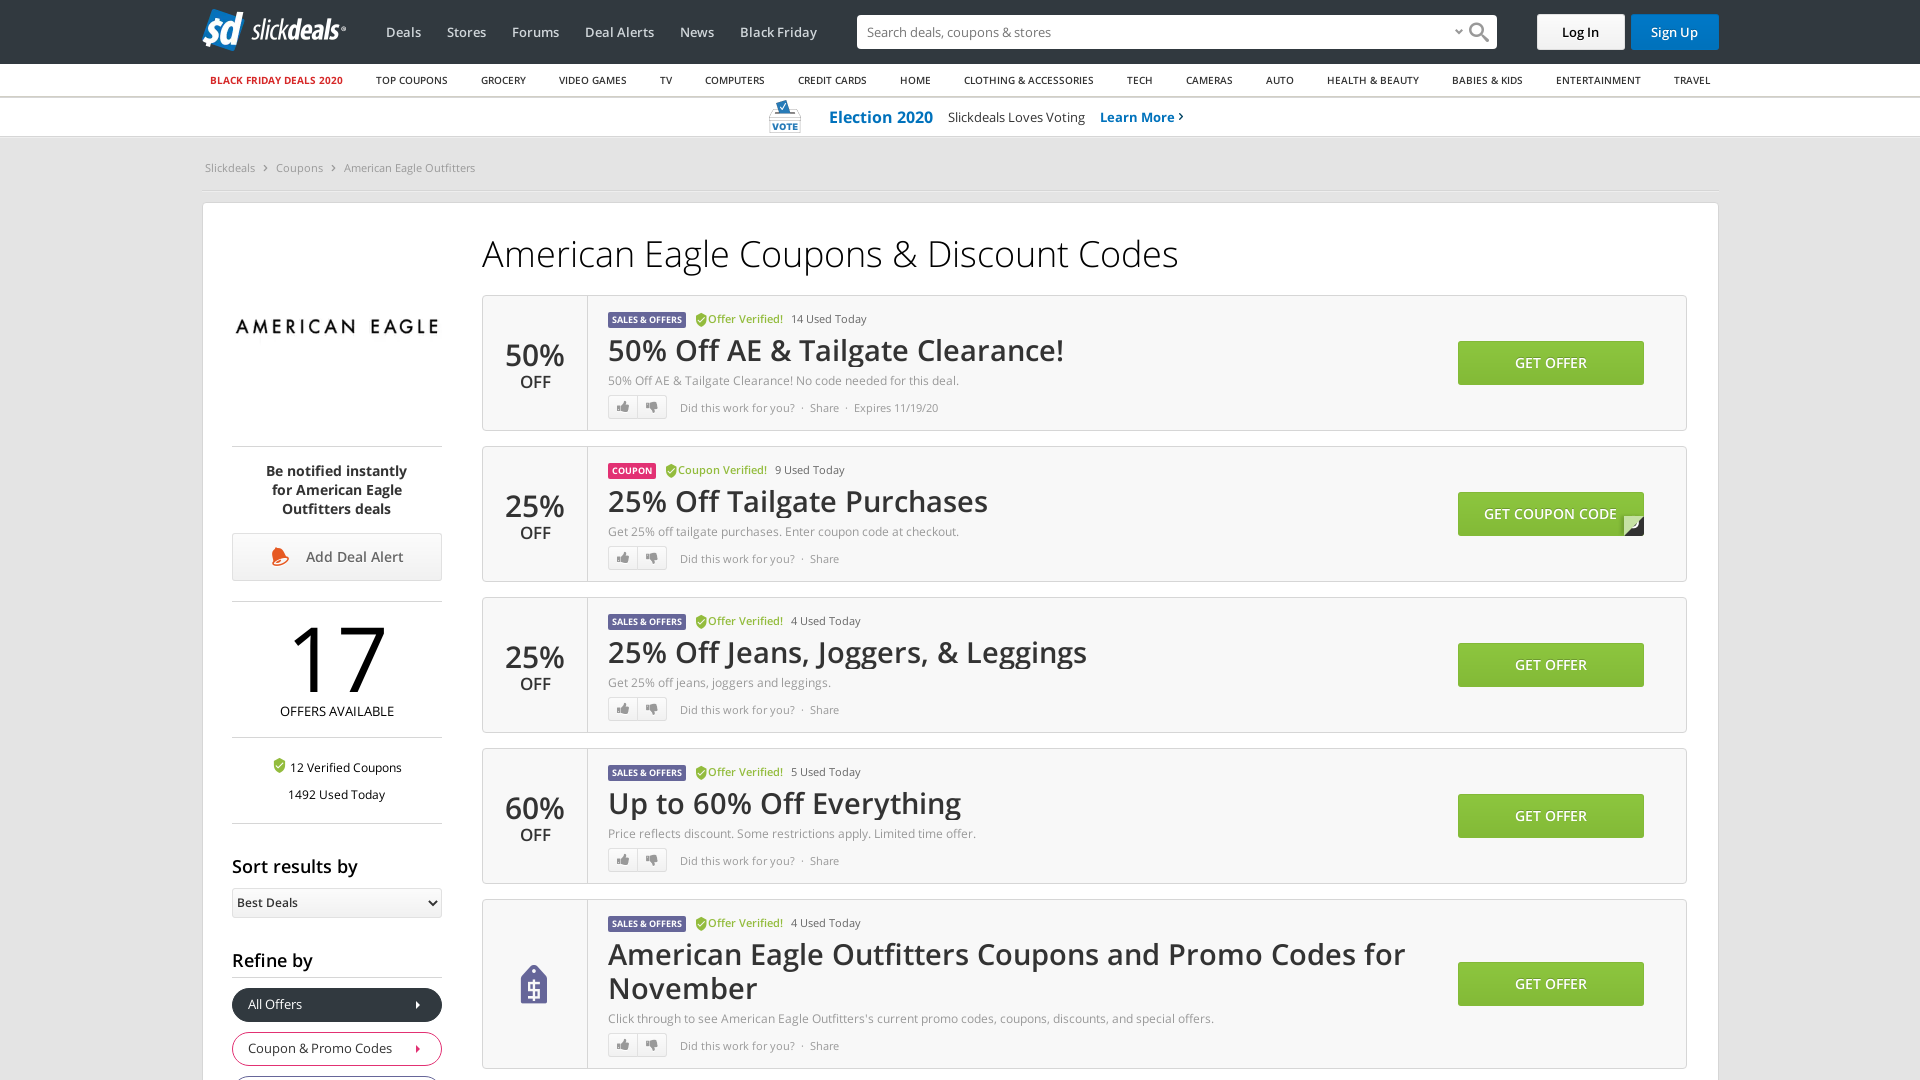 sd slickdeals
Deals Stores Forums Deal Alerts News Black Friday Search deals, coupons & stores Log In Sign Up
BLACK FRIDAY DEALS 2020 TOP COUPONS GROCERY VIDEO GAMES TV COMPUTERS CREDIT CARDS HOME CLOTHING & ACCESSORIES TECH CAMERAS AUTO HEALTH & BEAUTY BABIES & KIDS ENTERTAINMENT TRAVEL
VOTE Election 2020 Slickdeals Loves Voting Learn More
Slickdeals American Eagle Outfitters Coupons
AMERICAN EAGLE
Be notified instantly
for American Eagle
Outfitters deals
Add Deal Alert
17
OFFERS AVAILABLE
12 Verified Coupons
1492 Used Today
Sort results by
Best Deals
Refine by
All Offers
Coupon & Promo Codes
American Eagle Coupons & Discount Codes
50%
OFF
SALES & OFFERS Offer Verified! 14 Used Today
50% Off AE & Tailgate Clearance!
50% Off AE & Tailgate Clearance! No code needed for this deal.
Did this work for you? · Share · Expires 11/19/20
GET OFFER
25%
OFF
COUPON Coupon Verified! 9 Used Today
25% Off Tailgate Purchases
Get 25% off tailgate purchases. Enter coupon code at checkout.
Did this work for you? · Share
GET COUPON CODE
25%
OFF
SALES & OFFERS Offer Verified! 4 Used Today
25% Off Jeans, Joggers, & Leggings
Get 25% off jeans, joggers and leggings.
Did this work for you? · Share
GET OFFER
60%
OFF
SALES & OFFERS Offer Verified! 5 Used Today
Up to 60% Off Everything
Price reflects discount. Some restrictions apply. Limited time offer.
Did this work for you? · Share
GET OFFER
SALES & OFFERS Offer Verified! 4 Used Today
American Eagle Outfitters Coupons and Promo Codes for
November
Click through to see American Eagle Outfitters's current promo codes, coupons, discounts, and special offers.
Did this work for you? · Share
GET OFFER